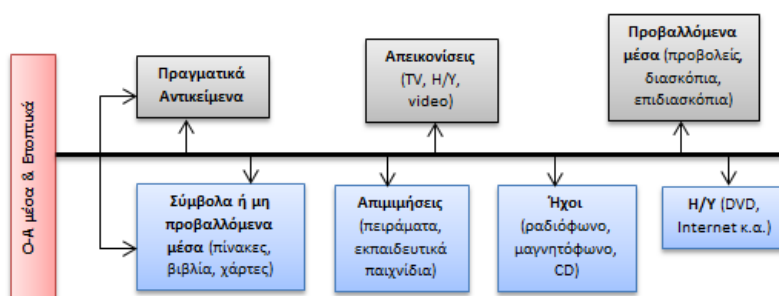 Ο-Α μέσα & Εποπτικά
Πραγματικά
Αντικείμενα
Απεικονίσεις
(TV, Η/Υ,
video)
Προβαλλόμενα
μέσα (προβολείς,
διασκόπια,
επιδιασκόπια)
Σύμβολα ή μη
προβαλλόμενα
μέσα (πίνακες,
βιβλία, χάρτες)
Απιμιμήσεις
(πειράματα,
εκπαιδευτικά
παιχνίδια)
Ήχοι
(ραδιόφωνο,
μαγνητόφωνο,
CD)
Η/Υ (DVD,
Internet κ.α.)